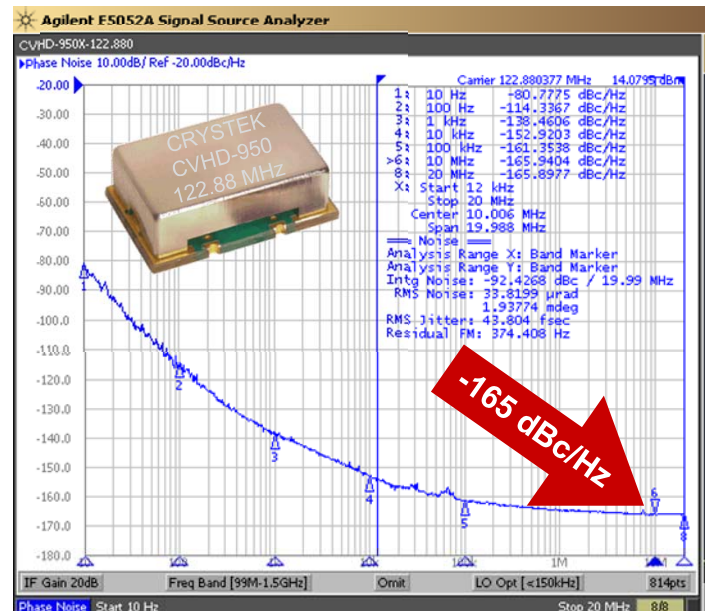 Agilent E5052A Signal Source Analyzer
CVHD-950X-122.880
Phase Noise 10.00dB/ Ref -20.00dBc/Hz
Carrier 122.880377 MHz 14.0795 dBm
1: 10 Hz -80.7775 dBc/Hz
2: 100 Hz -114.3367 dBc/Hz
3: 1 kHz -138.4606 dBc/Hz
4: 10 kHz -152.9203 dBc/Hz
5: 100 kHz -161.3538 dBc/Hz
>6: 10 MHz -165.9404 dBc/Hz
8: 20 MHz -165.8977 dBc/Hz
X: Start 12 kHz
Stop 20 MHz
Center 10.006 MHz
Span 19.988 MHz
=== Noise ===
Analysis Range X: Band Marker
Analysis Range Y: Band Marker
Intg Noise: -92.4268 dBc / 19.99 MHz
RMS Noise: 33.8199 µrad
1.93774 mdeg
RMS Jitter: 43.804 fsec
Residual FM: 374.408 Hz
CRYSTEK
CVHD-950
122.88 MHz
-165 dBc/Hz
-20.00
-30.00
-40.00
-50.00
-60.00
-70.00
-80.00
-90.00
-100.0
-110.0
-120.0
-130.0
-140.0
-150.0
-160.0
-170.0
-180.0
1
2
3
4
5
6
8
1M
IF Gain 20dB
Freq Band [99M-1.5GHz]
Omit
LO Opt [<150kHz]
814pts
Phase Noise Start 10 Hz
Stop 20 MHz
8/8